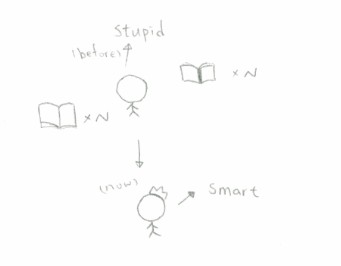 Stupid
(before)
× N
× N
(now)
Smart